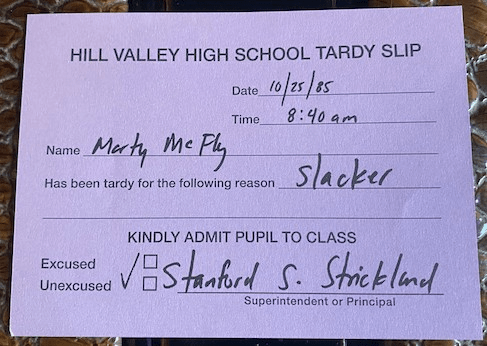 HILL VALLEY HIGH SCHOOL TARDY SLIP
Date 10/25/85
Time 8:40 am
Name Marty McFly
Has been tardy for the following reason slacker
KINDLY ADMIT PUPIL TO CLASS
Excused
Unexcused ✓ Stanford S. Strickland
Superintendent or Principal